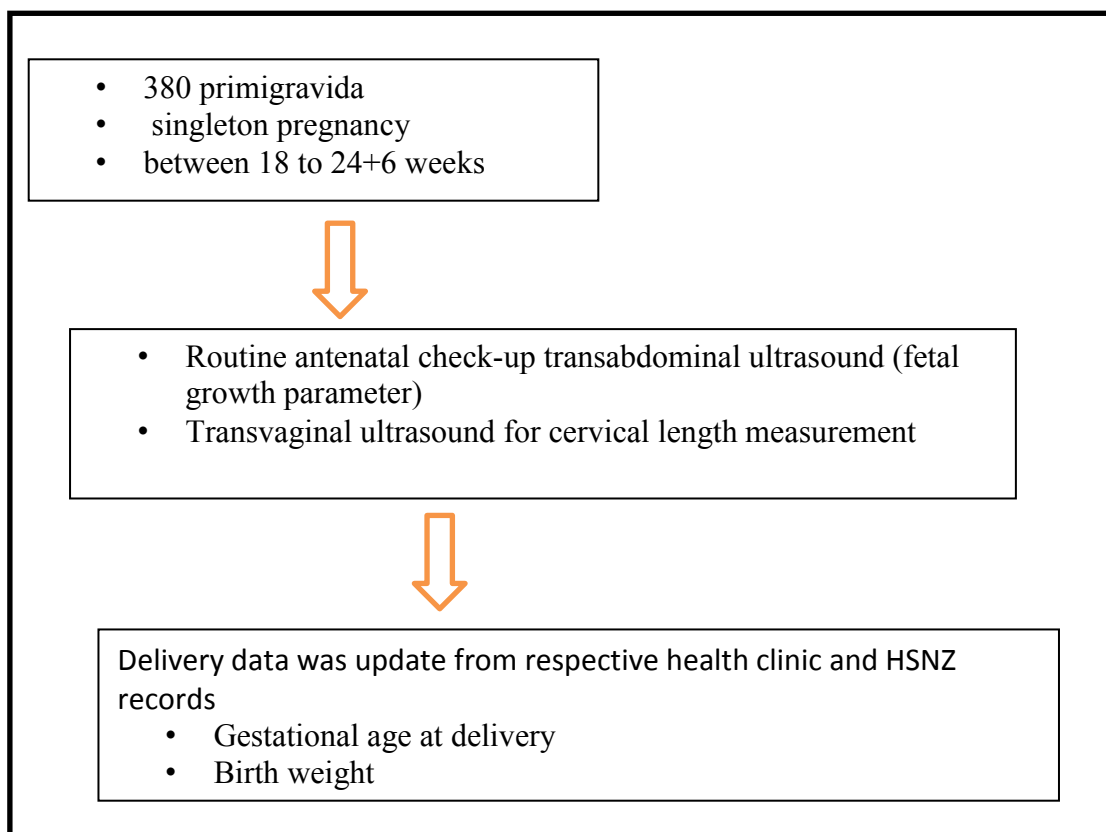 • 380 primigravida
• singleton pregnancy
• between 18 to 24+6 weeks
• Routine antenatal check-up transabdominal ultrasound (fetal
growth parameter)
• Transvaginal ultrasound for cervical length measurement
Delivery data was update from respective health clinic and HSNZ
records
• Gestational age at delivery
• Birth weight